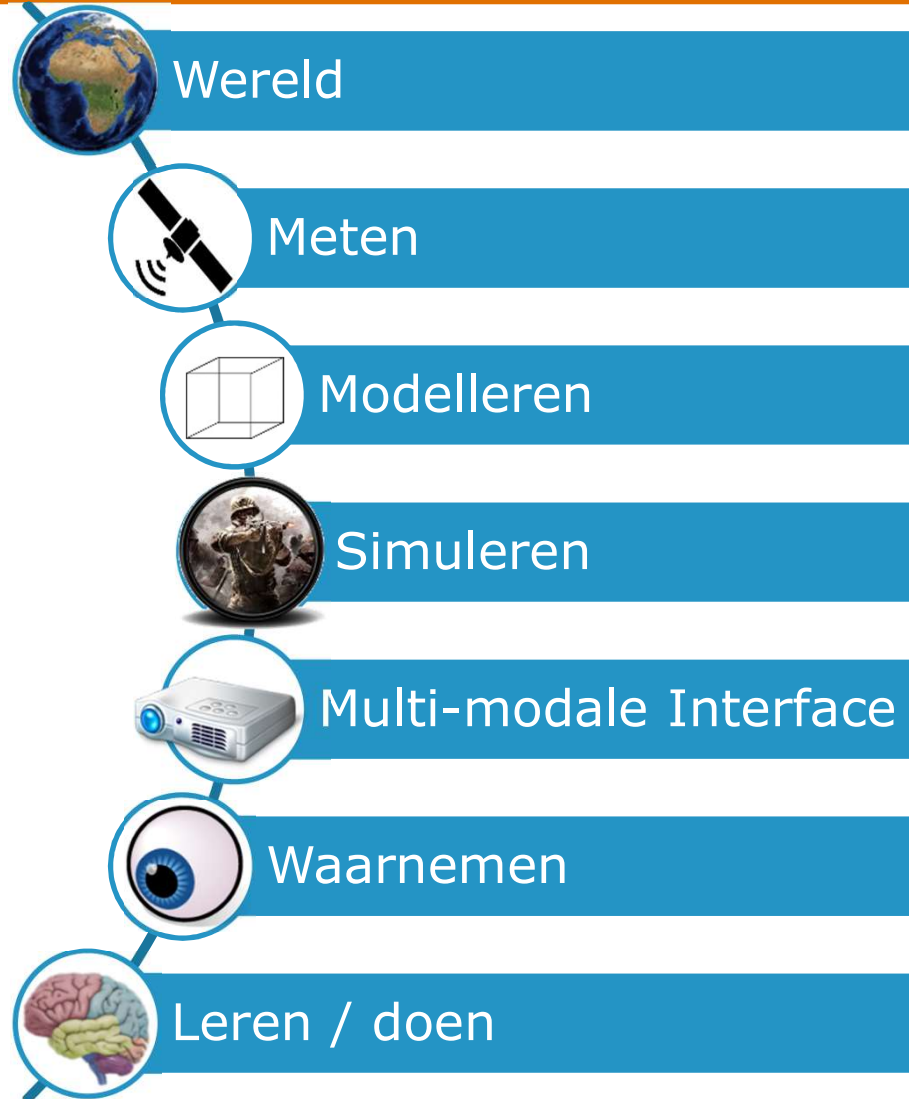 Wereld
Meten
Modelleren
Simuleren
Multi-modale Interface
Waarnemen
Leren / doen